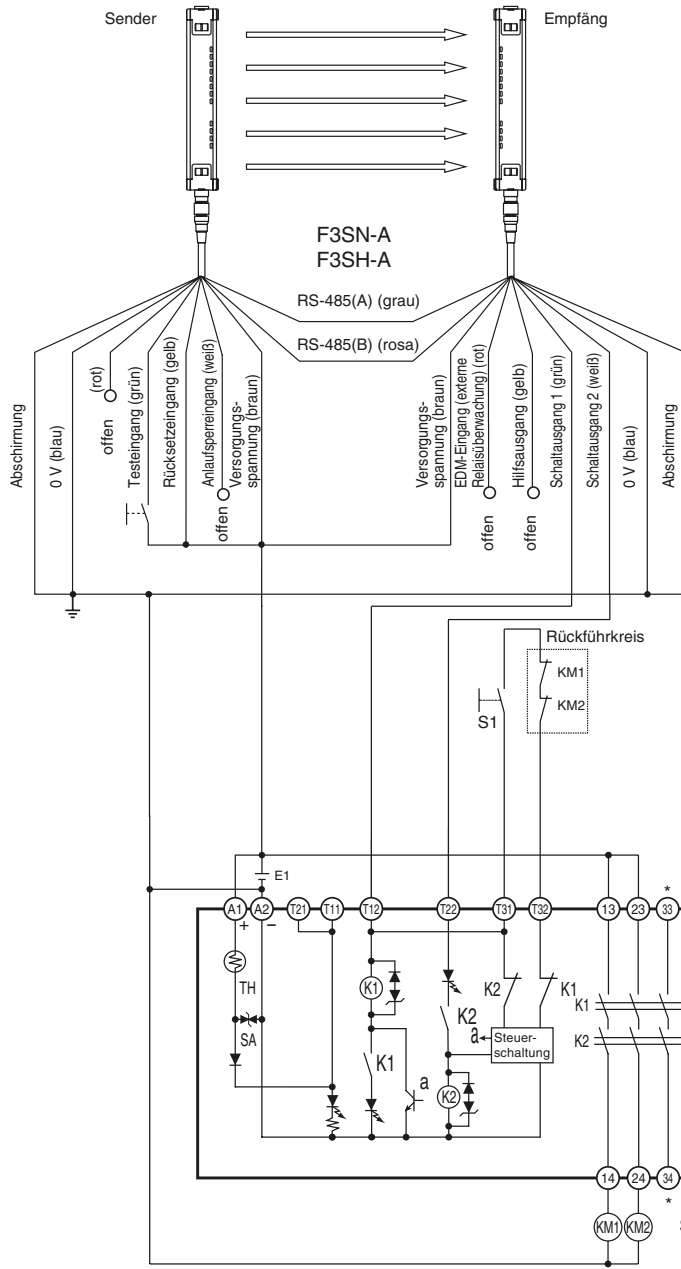 Sender
Empfäng
F3SN-A
F3SH-A
RS-485(A) (grau)
RS-485(B) (rosa)
Abschirmung
0 V (blau)
(rot)
offen
Testeingang (grün)
Rücksetzeingang (gelb)
Anlaufsperreingang (weiß)
offen
Versorgungs-
spannung (braun)
Versorgungs-
spannung (braun)
EDM-Eingang (externe
Relaisüberwachung) (rot)
offen
Hilfsausgang (gelb)
offen
Schaltausgang 1 (grün)
Schaltausgang 2 (weiß)
0 V (blau)
Abschirmung
Rückführkreis
KM1
KM2
S1
E1
A1
A2
T21
T11
T12
T22
T31
T32
13
23
33
*
+
−
TH
SA
K1
K1
a
K2
K2
K2
K1
a
Steuer-
schaltung
K1
K2
14
24
34
*
KM1
KM2